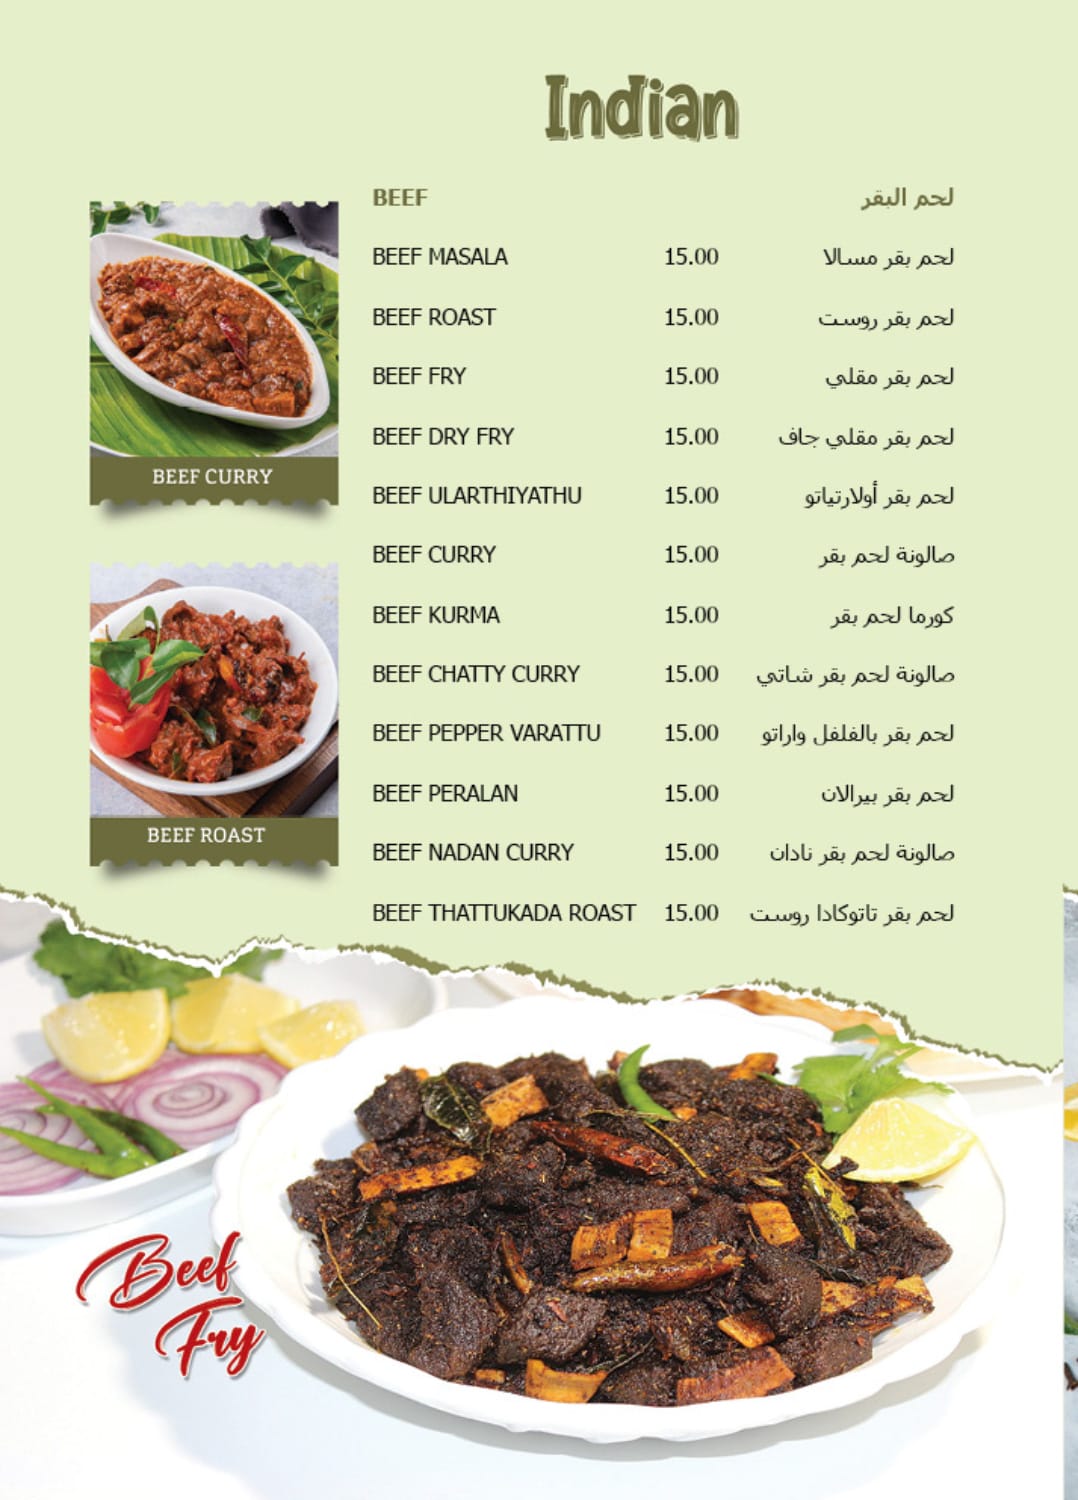 Indian
BEEF لحم البقر
BEEF MASALA 15.00 لحم بقر مسالا
BEEF ROAST 15.00 لحم بقر روست
BEEF FRY 15.00 لحم بقر مقلي
BEEF DRY FRY 15.00 لحم بقر مقلي جاف
BEEF ULARTHIYATHU 15.00 لحم بقر أولارتياتو
BEEF CURRY 15.00 صالونة لحم بقر
BEEF KURMA 15.00 كورما لحم بقر
BEEF CHATTY CURRY 15.00 صالونة لحم بقر شاتي
BEEF PEPPER VARATTU 15.00 لحم بقر بالفلفل واراتو
BEEF PERALAN 15.00 لحم بقر بيرالان
BEEF NADAN CURRY 15.00 صالونة لحم بقر نادان
BEEF THATTUKADA ROAST 15.00 لحم بقر تاتوكادا روست
BEEF CURRY
BEEF ROAST
Beef
Fry